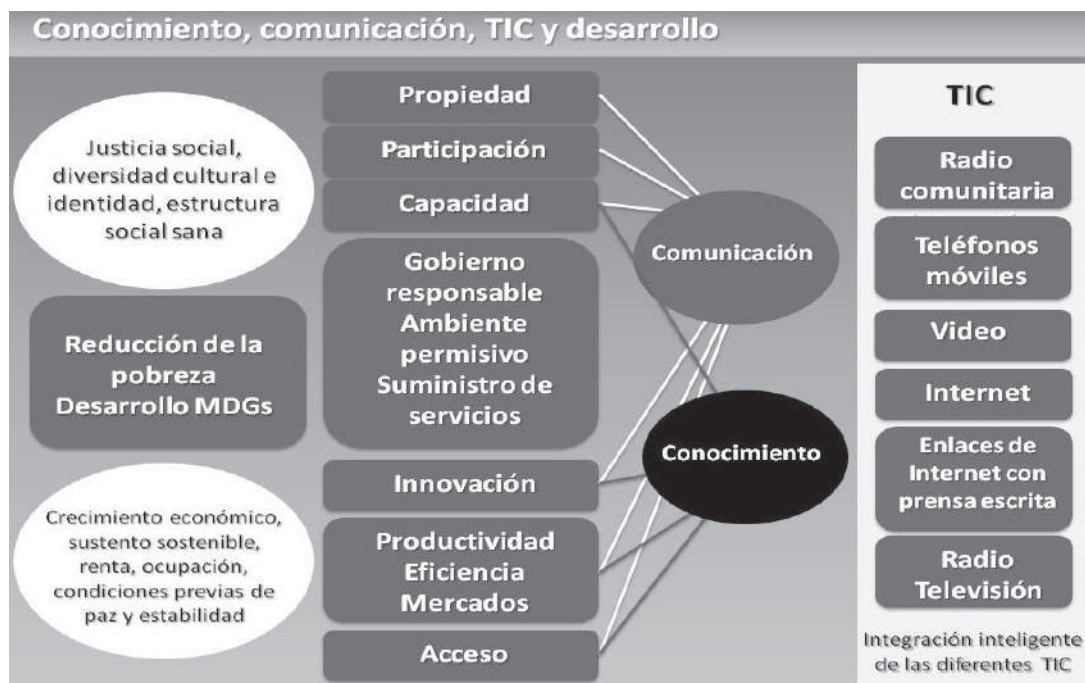 Conocimiento, comunicación, TIC y desarrollo
Justicia social,
diversidad cultural e
identidad, estructura
social sana
Reducción de la
pobreza
Desarrollo MDGs
Crecimiento económico,
sustento sostenible,
renta, ocupación,
condiciones previas de
paz y estabilidad
Propiedad
Participación
Capacidad
Gobierno
responsable
Ambiente
permisivo
Suministro de
servicios
Innovación
Productividad
Eficiencia
Mercados
Acceso
Comunicación
Conocimiento
TIC
Radio
comunitaria
Teléfonos
móviles
Video
Internet
Enlaces de
Internet con
prensa escrita
Radio
Televisión
Integración inteligente
de las diferentes TIC